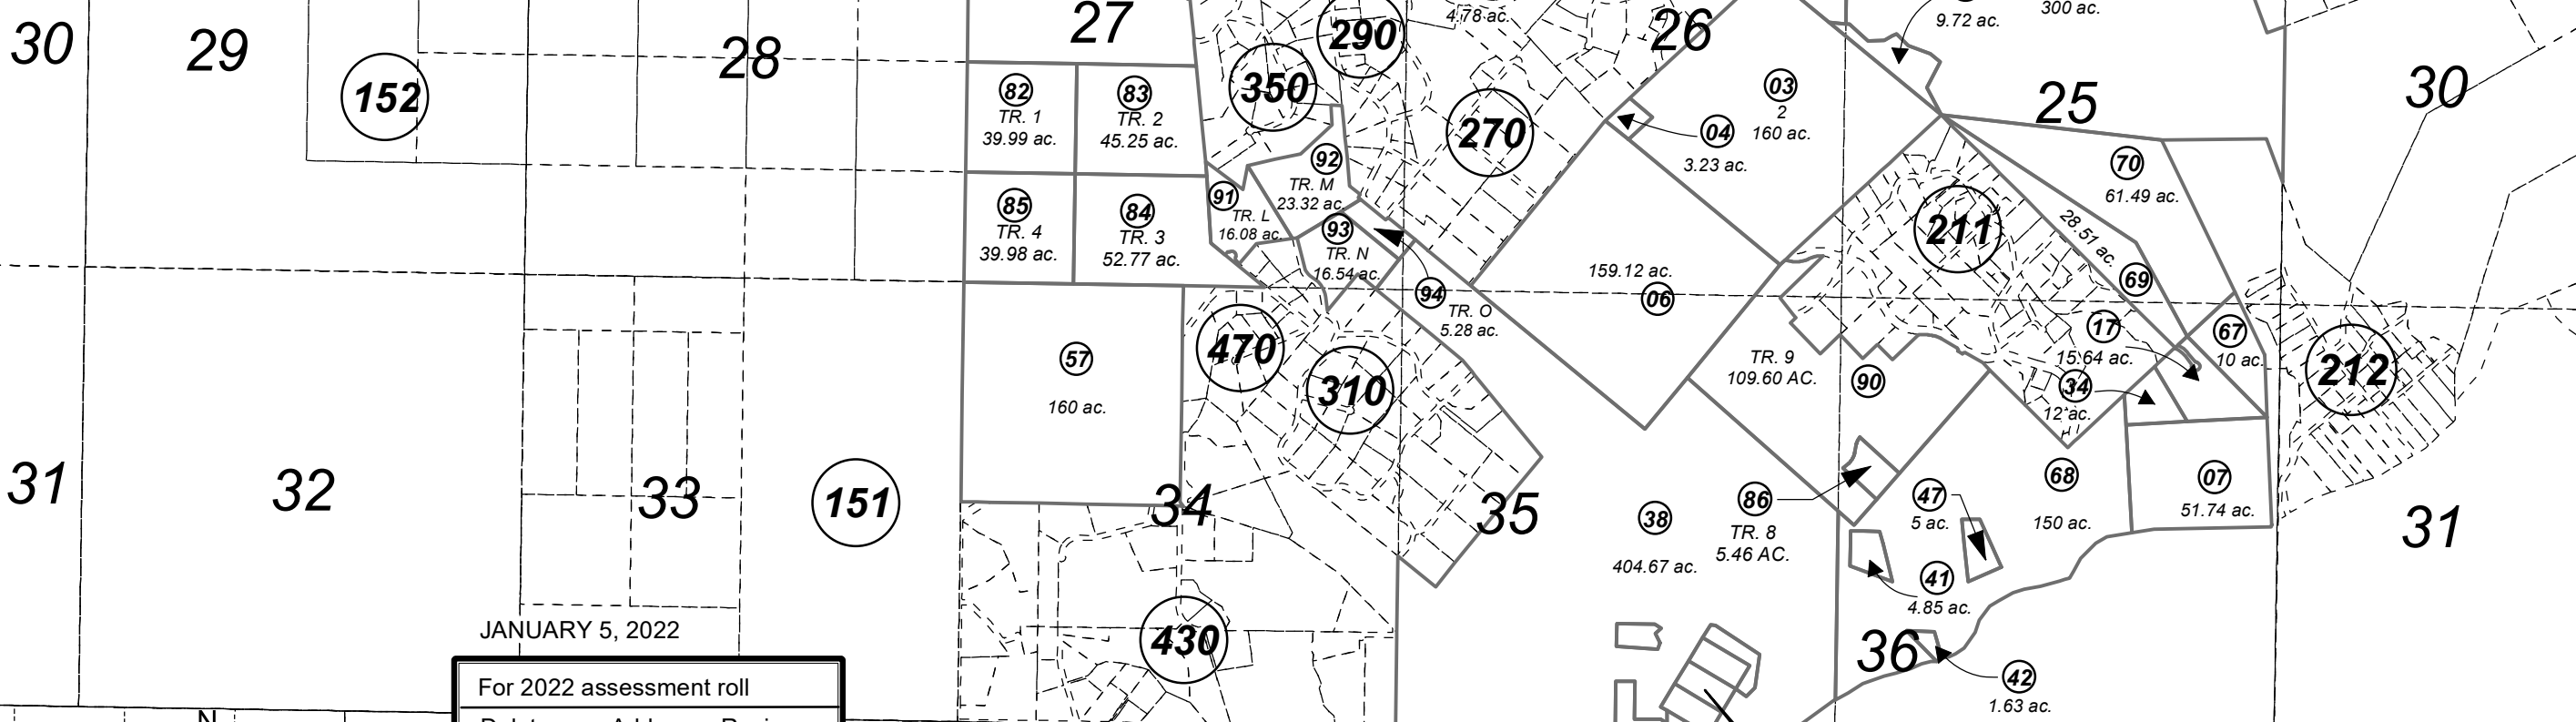 30
29
152
28
27
290
350
4.78 ac.
270
26
9.72 ac.
300 ac.
25
30
82
TR. 1
39.99 ac.
83
TR. 2
45.25 ac.
85
TR. 4
39.98 ac.
84
TR. 3
52.77 ac.
91
TR. L
16.08 ac.
92
TR. M
23.32 ac.
93
TR. N
16.54 ac.
94
TR. O
5.28 ac.
03
2
160 ac.
04
3.23 ac.
159.12 ac.
06
211
70
61.49 ac.
28.51 ac.
69
17
15.64 ac.
67
10 ac.
34
12 ac.
212
57
160 ac.
470
310
TR. 9
109.60 AC.
90
31
32
33
151
34
35
38
404.67 ac.
86
TR. 8
5.46 AC.
47
5 ac.
68
150 ac.
07
51.74 ac.
31
41
4.85 ac.
430
36
42
1.63 ac.
JANUARY 5, 2022
For 2022 assessment roll
N